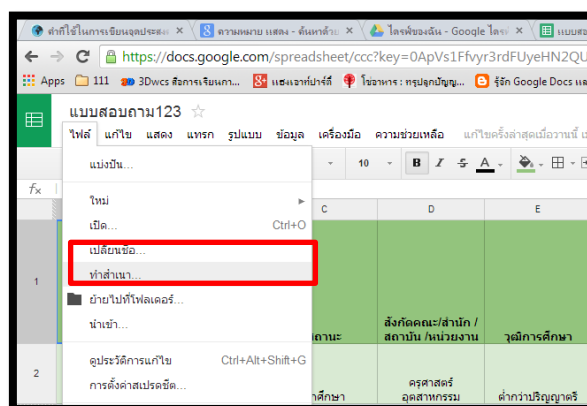 คำที่ใช้ในการเขียนจุดประสง
ความหมาย แสดง - ค้นหาด้วย
ไดรฟ์ของฉัน - Google ไดรฟ์
แบบสอ
https://docs.google.com/spreadsheet/ccc?key=0ApVs1Ffvyr3rdFUyeHN2QU
Apps 111 3Dwcs สื่อการเรียนกา... แฮงเอาท์ปาร์ตี้ โขอาหาร : ทรปลุกปัญญ... รู้จัก Google Docs แล
แบบสอบถาม123
ไฟล์ แก้ไข แสดง แทรก รูปแบบ ข้อมูล เครื่องมือ ความช่วยเหลือ แก้ไขครั้งล่าสุดเมื่อวานนี้
10 B I S A
แบ่งปัน...
fx
ใหม่
C D E
เปิด... Ctrl+O
เปลี่ยนชื่อ...
1
ทำสำเนา...
ย้ายไปที่โฟลเดอร์...
นำเข้า...
ถานะ
สังกัดคณะ/สำนัก /
สถาบัน /หน่วยงาน
วุฒิการศึกษา
ดูประวัติการแก้ไข Ctrl+Alt+Shift+G
2
การตั้งค่าสเปรดชีต...
ศึกษา
ครุศาสตร์
อุตสาหกรรม
ต่ำกว่าปริญญาตรี